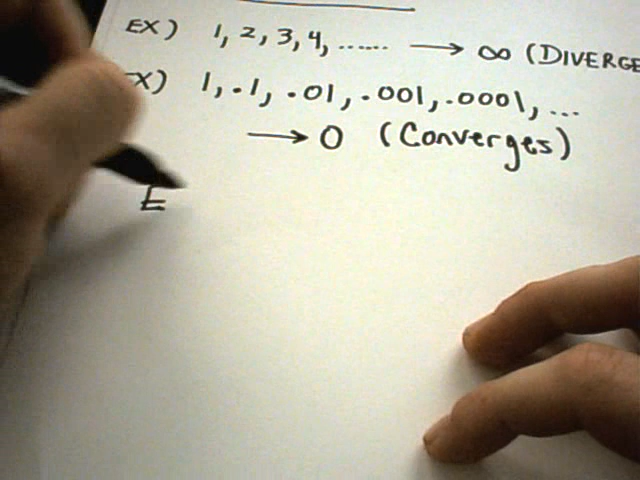 EX) 1, 2, 3, 4, ...... → ∞ (DIVERGE
X) 1, .1, .01, .001, .0001, ...
→ 0 (Converges)
E